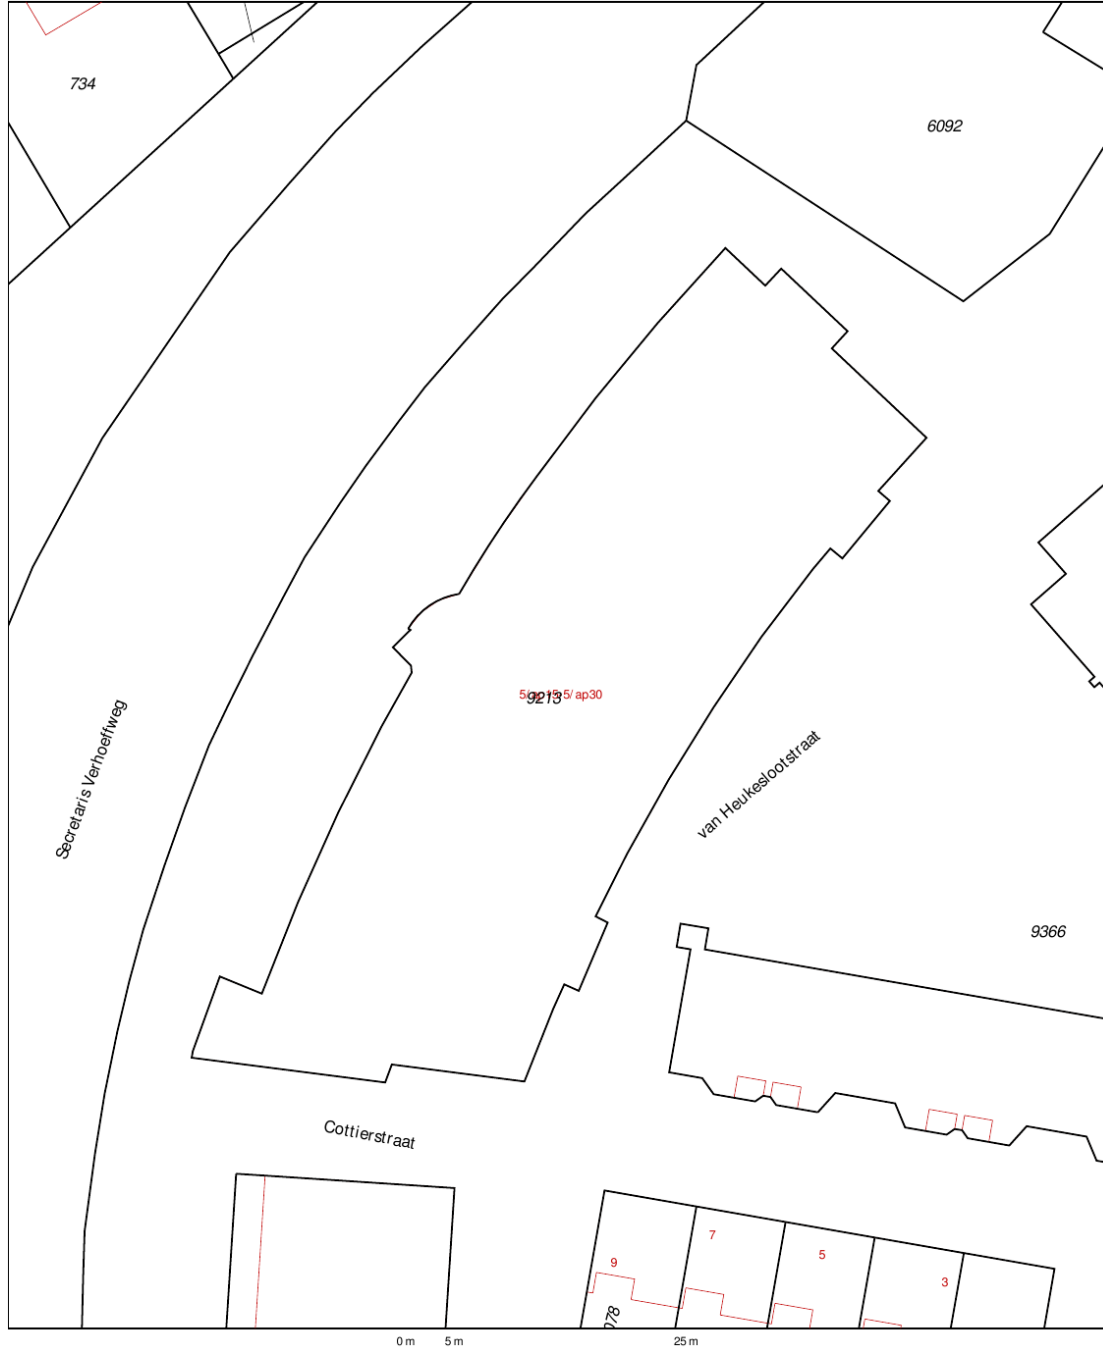 734
6092
9213
Secretaris Verhoeffweg
van Heukeslootstraat
9366
Cottierstraat
7
5
9
3
0 m 5 m 25 m